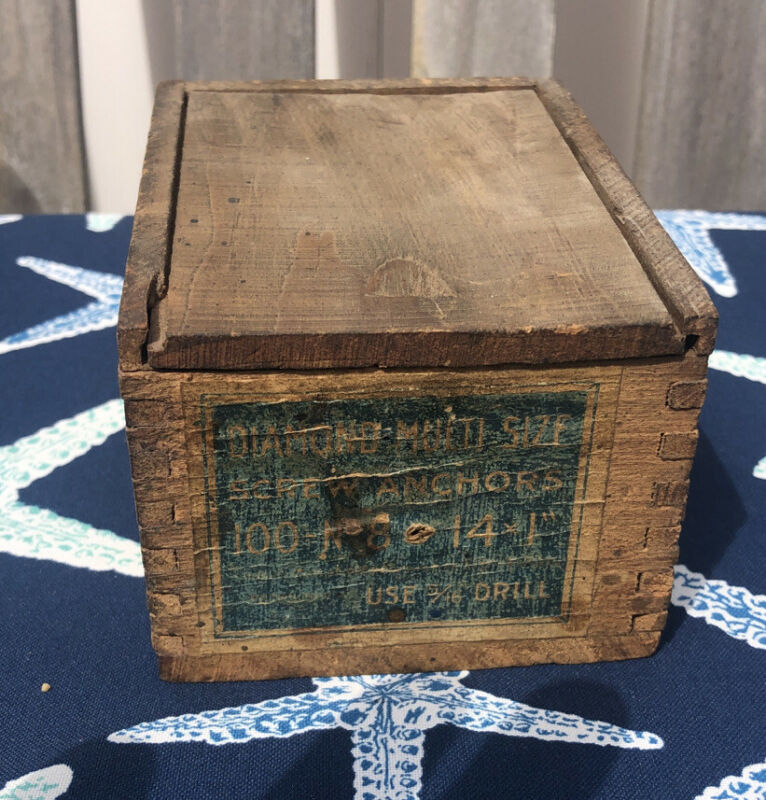 DIAMOND MULTI SIZE
SCREW ANCHORS
100-No 8 14 × 1"
USE 5/16 DRILL